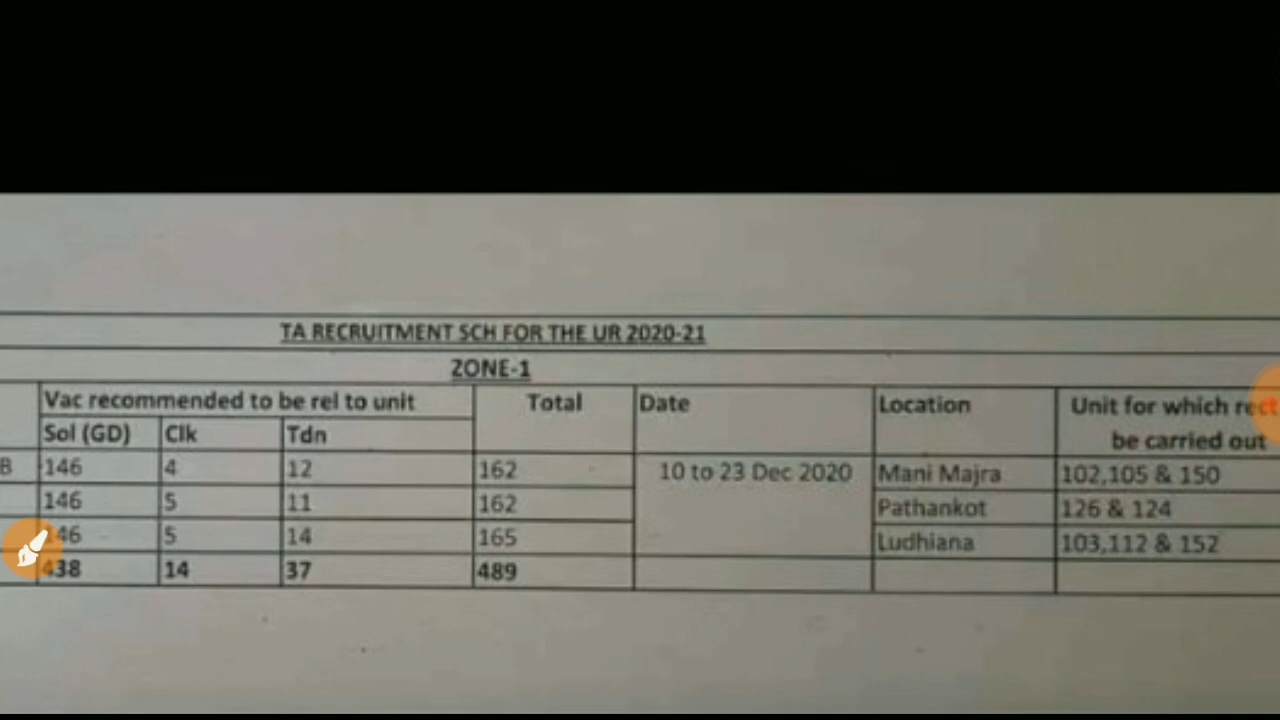 TA RECRUITMENT SCH FOR THE UR 2020-21
ZONE-1
Vac recommended to be rel to unit Total Date Location Unit for which rect
Sol (GD) Clk Tdn be carried out
B 146 4 12 162 10 to 23 Dec 2020 Mani Majra 102,105 & 150
146 5 11 162 Pathankot 126 & 124
146 5 14 165 Ludhiana 103,112 & 152
438 14 37 489